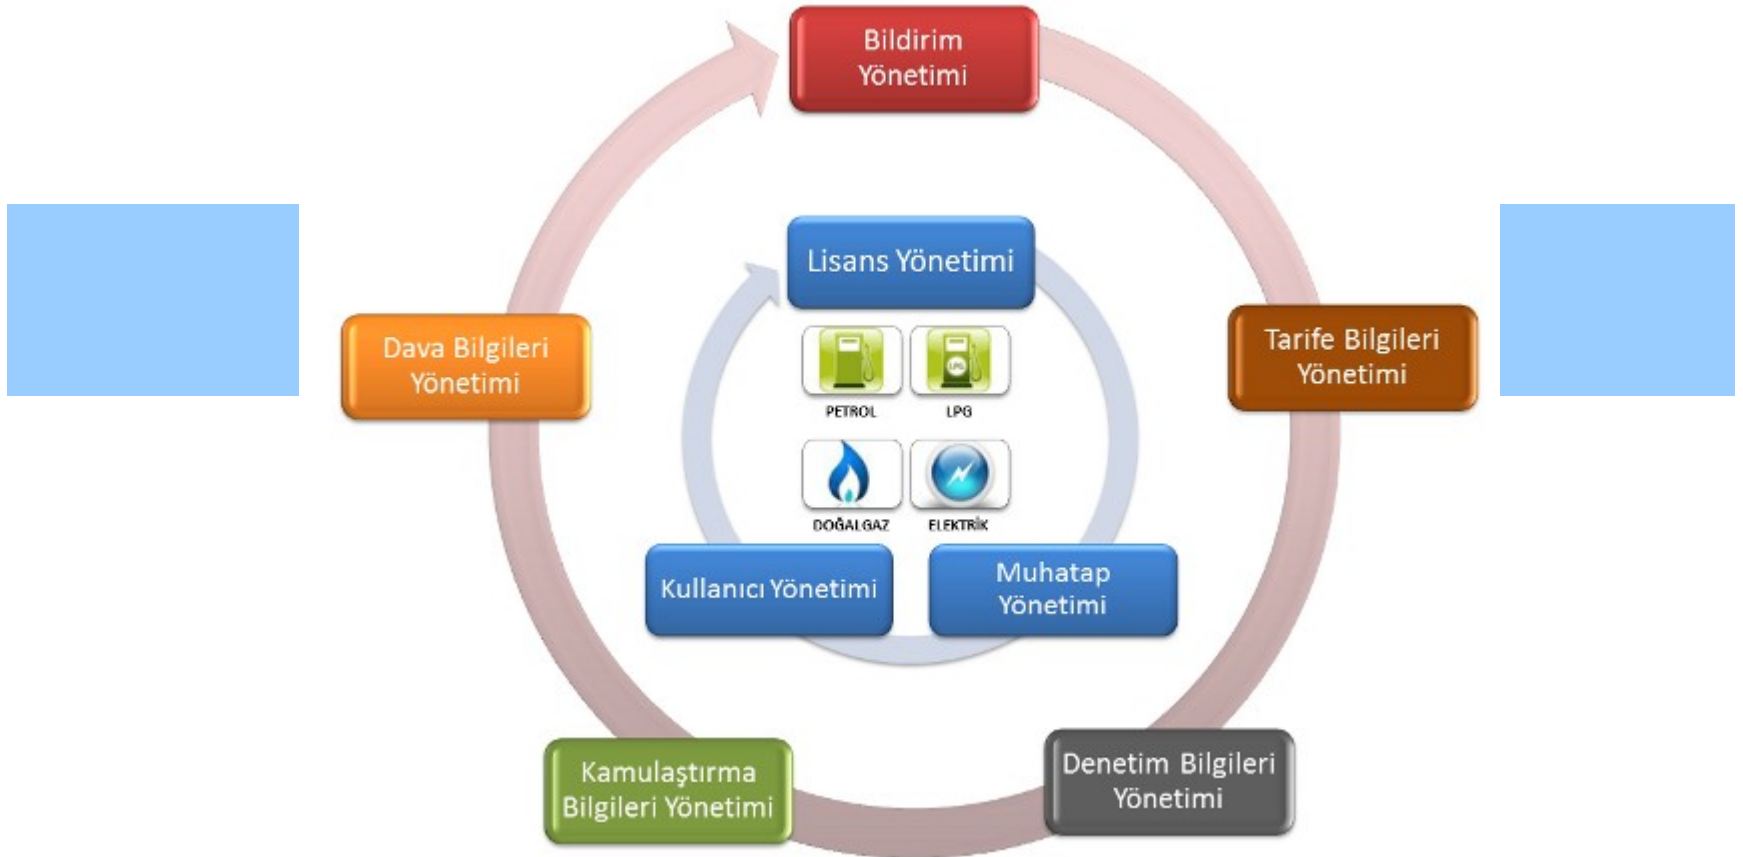 Bildirim
Yönetimi
Lisans Yönetimi
Dava Bilgileri
Yönetimi
Tarife Bilgileri
Yönetimi
LPG
PETROL
LPG
DOĞALGAZ
ELEKTRİK
Kullanıcı Yönetimi
Muhatap
Yönetimi
Kamulaştırma
Bilgileri Yönetimi
Denetim Bilgileri
Yönetimi